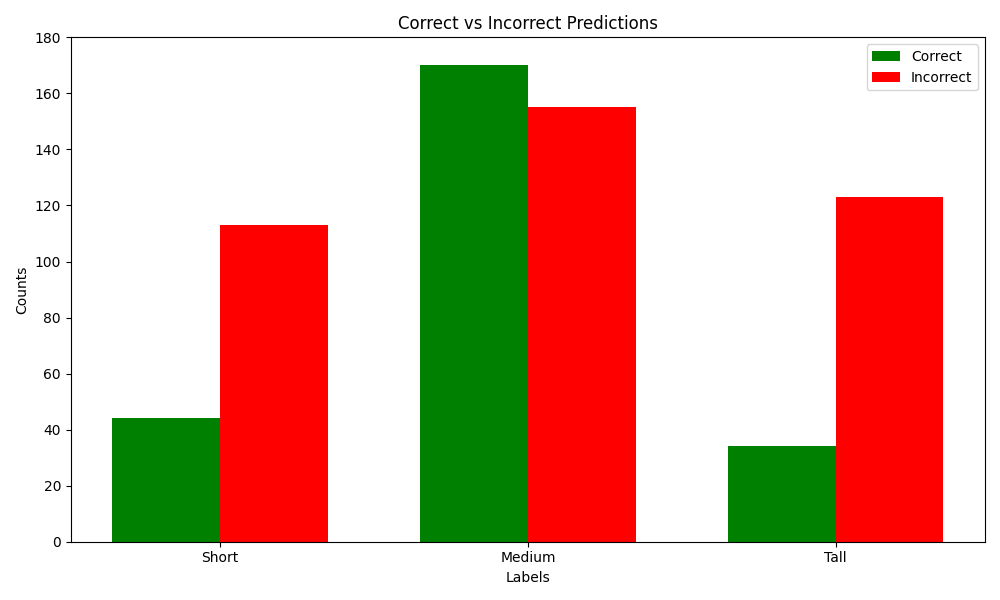 Correct vs Incorrect Predictions
Correct
Incorrect
Counts
180
160
140
120
100
80
60
40
20
0
Short Medium Tall
Labels